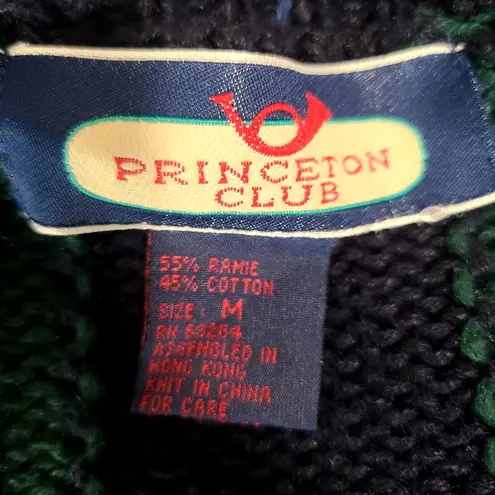 PRINCETON
CLUB
55% RAMIE
45% COTTON
SIZE: M
RN 69264
ASSEMBLED IN
HONG KONG
KNIT IN CHINA
FOR CARE